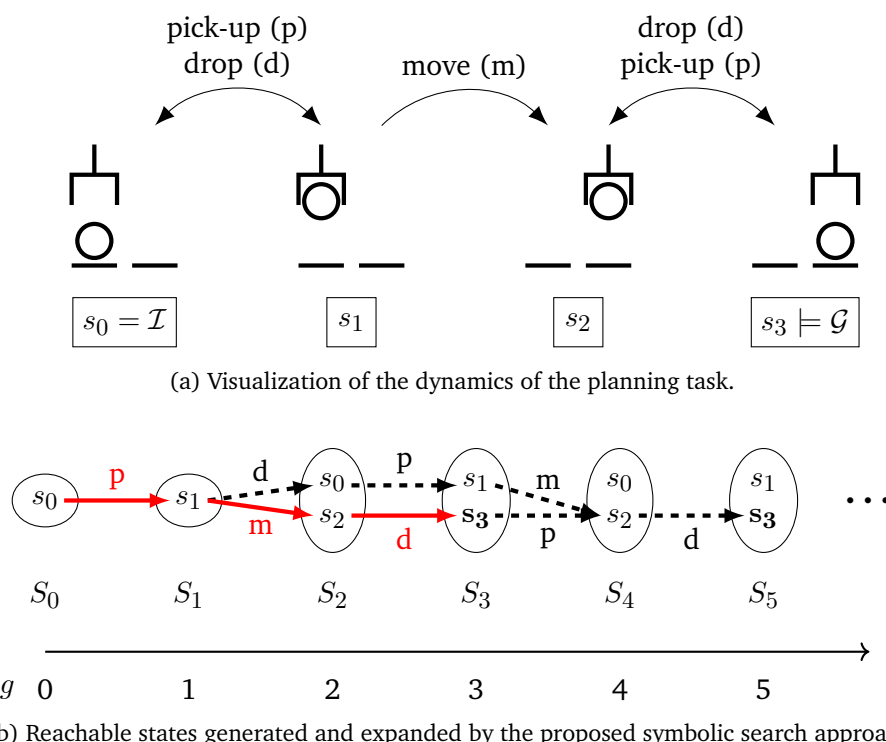 pick-up (p)
drop (d)
move (m)
drop (d)
pick-up (p)
s₀ = ℐ
s₁
s₂
s₃ ⊨ 𝒢
(a) Visualization of the dynamics of the planning task.
s₀ p s₁ d s₀ p s₁ m s₀ s₁
m s₂ d s₃ p s₂ d s₃ ...
S₀ S₁ S₂ S₃ S₄ S₅
g 0 1 2 3 4 5
b) Reachable states generated and expanded by the proposed symbolic search approa